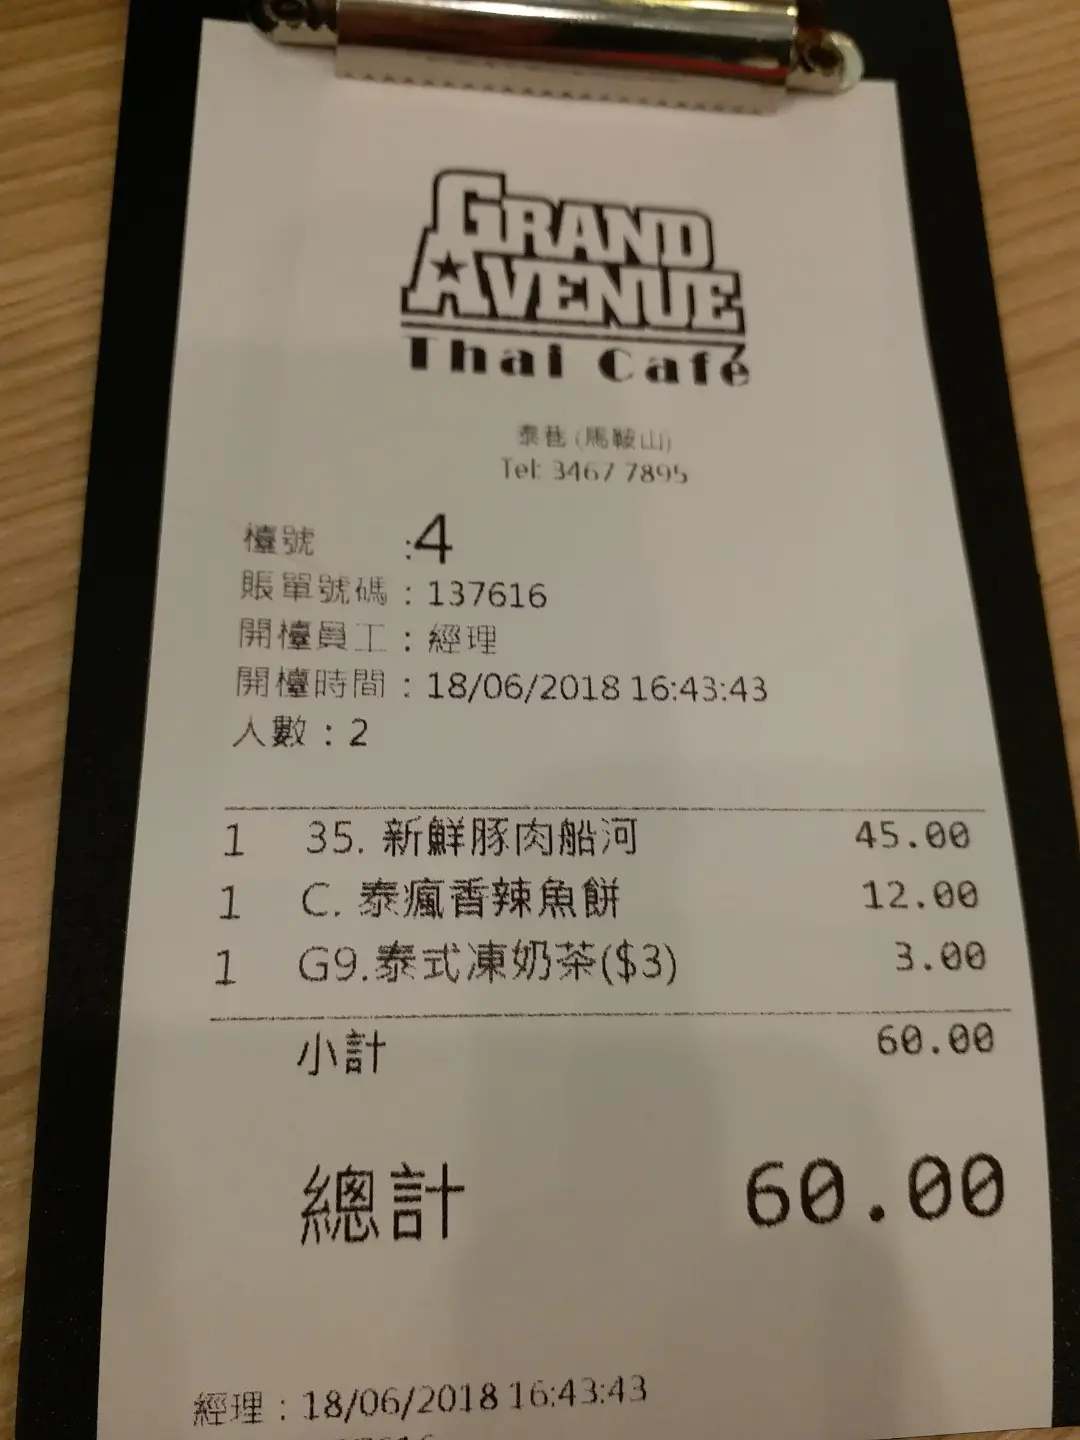 GRAND
AVENUE
Thai Café
泰巷 (馬鞍山)
Tel: 3467 7895
檯號 :4
賬單號碼 : 137616
開檯員工 : 經理
開檯時間 : 18/06/2018 16:43:43
人數 : 2
1 35. 新鮮豚肉船河 45.00
1 C. 泰瘋香辣魚餅 12.00
1 G9.泰式凍奶茶($3) 3.00
小計 60.00
總計 60.00
經理 : 18/06/2018 16:43:43